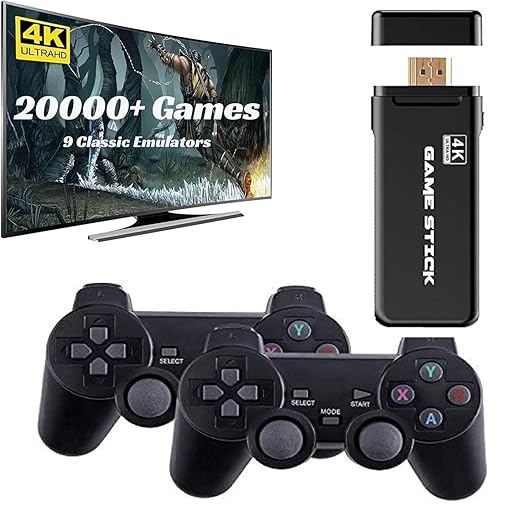 4K
ULTRAHD
20000+ Games
9 Classic Emulators
4K
GAME STICK
SELECT
Y
X
SELECT
MODE
START
Y
X
B
A